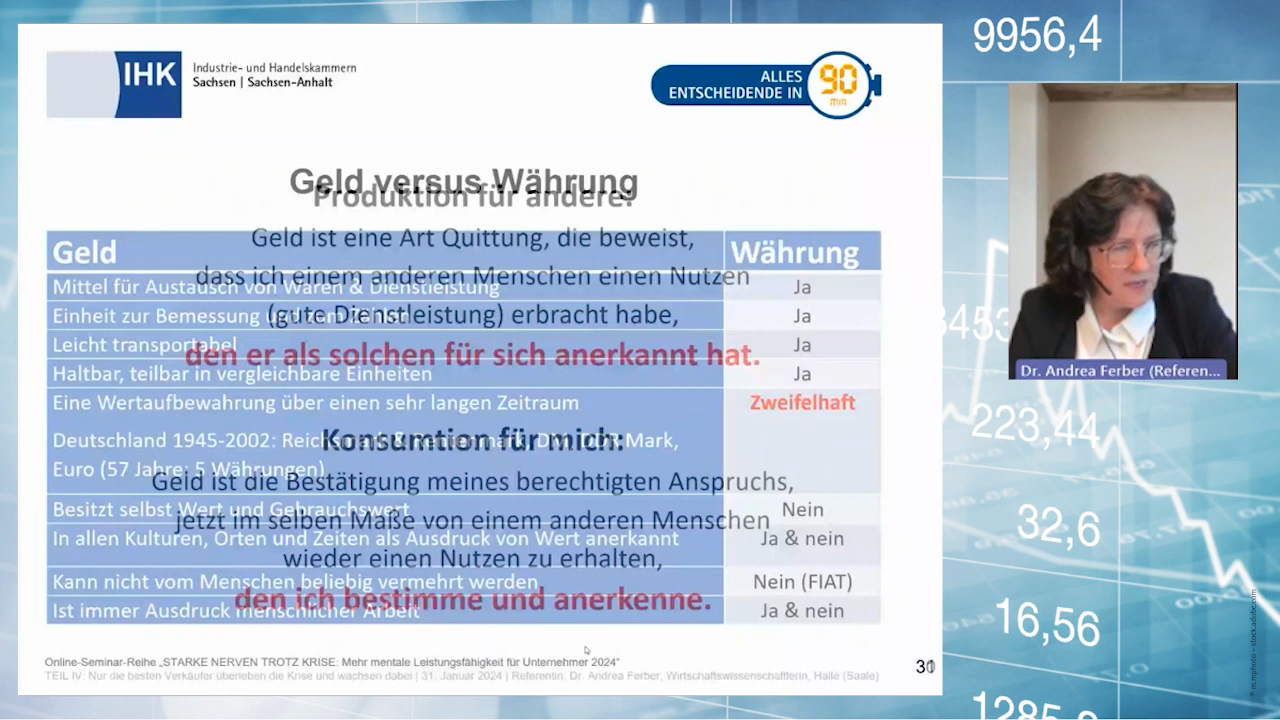 IHK
Industrie- und Handelskammern
Sachsen | Sachsen-Anhalt
ALLES
ENTSCHEIDENDE IN
90
min
Geld versus Währung
Produktion für andere:
Geld ist eine Art Quittung, die beweist,
dass ich einem anderen Menschen einen Nutzen
(gute Dienstleistung) erbracht habe,
den er als solchen für sich anerkannt hat.
Konsumtion für mich:
Geld ist die Bestätigung meines berechtigten Anspruchs,
jetzt im selben Maße von einem anderen Menschen
wieder einen Nutzen zu erhalten,
den ich bestimme und anerkenne.
Geld Währung
Mittel für Austausch von Waren & Dienstleistung Ja
Einheit zur Bemessung Ja
Leicht transportabel Ja
Haltbar, teilbar in vergleichbare Einheiten Ja
Eine Wertaufbewahrung über einen sehr langen Zeitraum Zweifelhaft
Deutschland 1945-2002: Reichsmark & Rentenmark, DM, DDR Mark,
Euro (57 Jahre: 5 Währungen)
Besitzt selbst Wert und Gebrauchswert Nein
In allen Kulturen, Orten und Zeiten als Ausdruck von Wert anerkannt Ja & nein
Kann nicht vom Menschen beliebig vermehrt werden Nein (FIAT)
Ist immer Ausdruck menschlicher Arbeit Ja & nein
Online-Seminar-Reihe „STARKE NERVEN TROTZ KRISE: Mehr mentale Leistungsfähigkeit für Unternehmer 2024“
TEIL IV: Nur die besten Verkäufer überleben die Krise und wachsen dabei | 31. Januar 2024 | Referentin: Dr. Andrea Ferber, Wirtschaftswissenschaftlerin, Halle (Saale)
9956,4
Dr. Andrea Ferber (Referen...
3453
223,44
32,6
16,56
© m.mphoto - stock.adobe.com